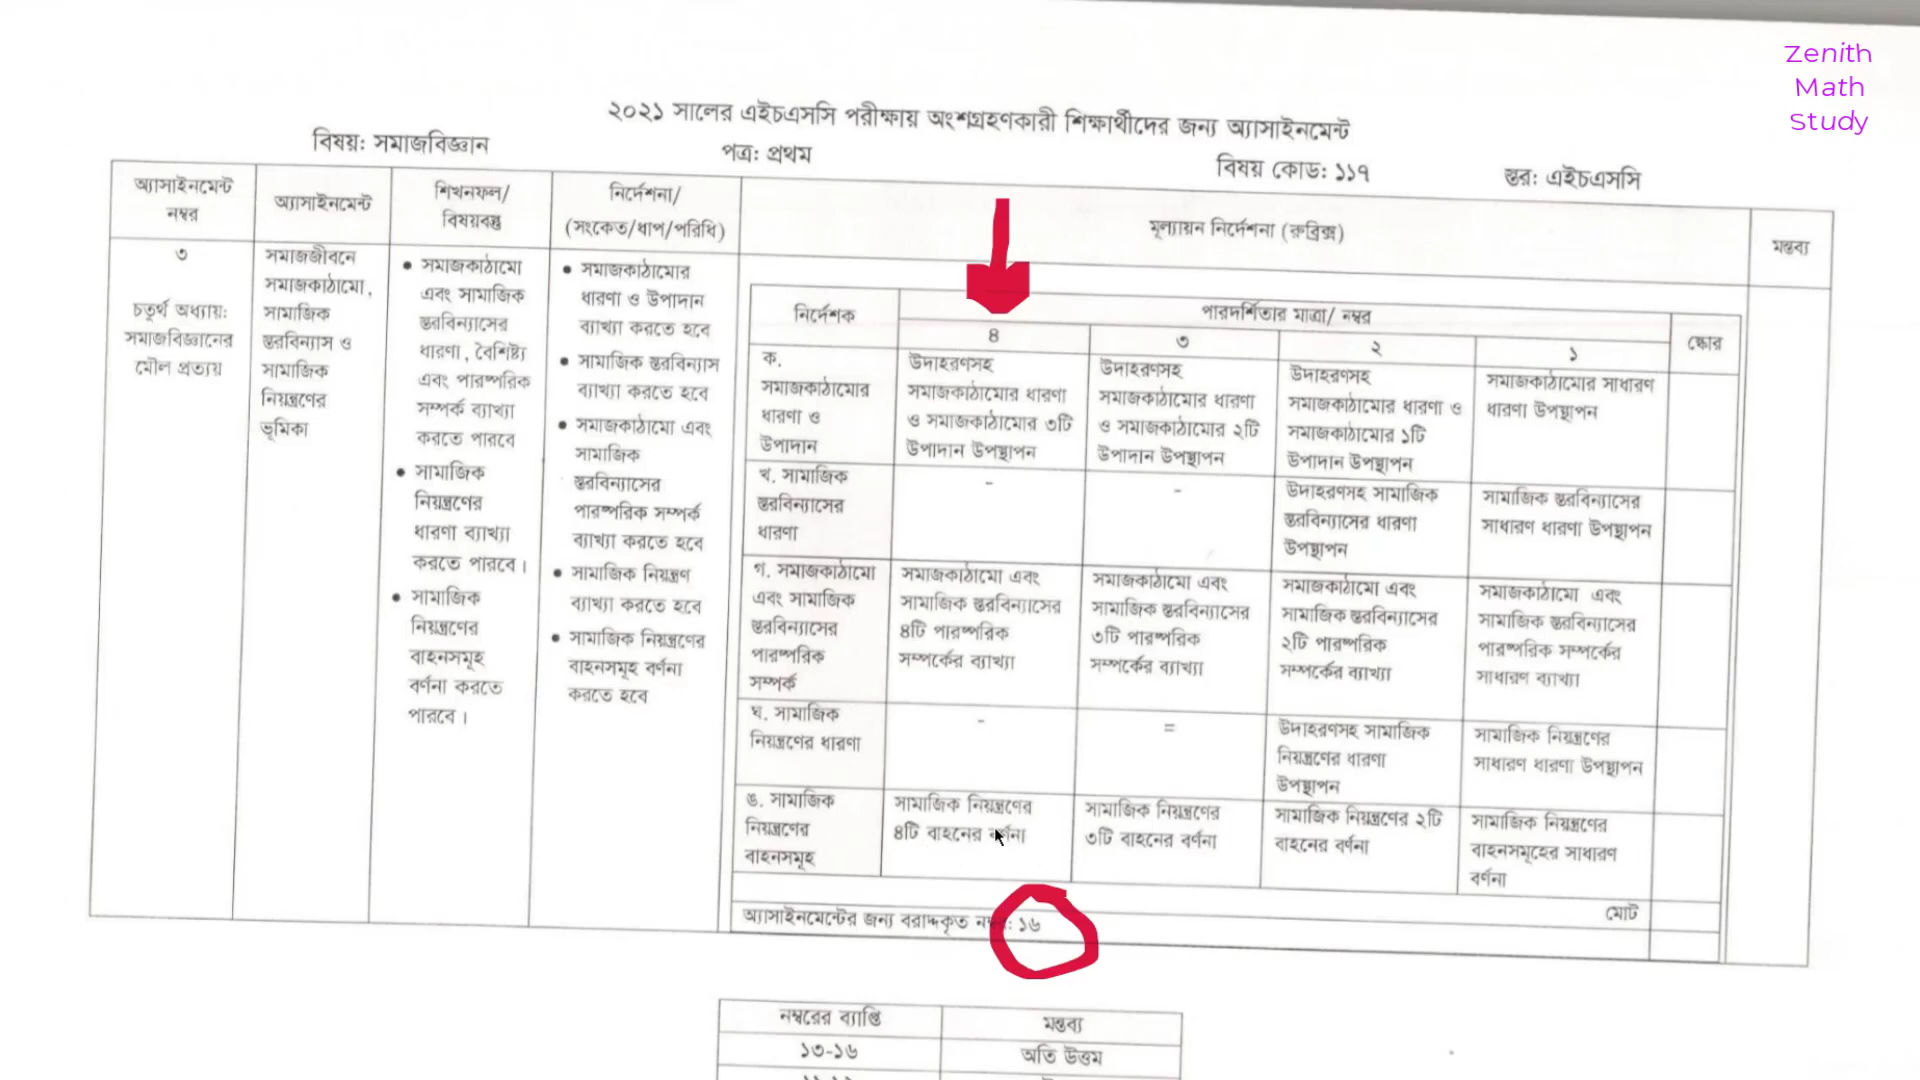 Zenith
Math
Study
২০২১ সালের এইচএসসি পরীক্ষায় অংশগ্রহণকারী শিক্ষার্থীদের জন্য অ্যাসাইনমেন্ট
বিষয়: সমাজবিজ্ঞান পত্র: প্রথম বিষয় কোড: ১১৭ স্তর: এইচএসসি
অ্যাসাইনমেন্ট
নম্বর
অ্যাসাইনমেন্ট
শিখনফল/
বিষয়বস্তু
নির্দেশনা/
(সংকেত/ধাপ/পরিধি)
মূল্যায়ন নির্দেশনা (রুব্রিক্স)
মন্তব্য
৩
চতুর্থ অধ্যায়:
সমাজবিজ্ঞানের
মৌল প্রত্যয়
সমাজজীবনে
সমাজকাঠামো,
সামাজিক
স্তরবিন্যাস ও
সামাজিক
নিয়ন্ত্রণের
ভূমিকা
• সমাজকাঠামো
এবং সামাজিক
স্তরবিন্যাসের
ধারণা, বৈশিষ্ট্য
এবং পারস্পরিক
সম্পর্ক ব্যাখ্যা
করতে পারবে
• সামাজিক
নিয়ন্ত্রণের
ধারণা ব্যাখ্যা
করতে পারবে।
• সামাজিক
নিয়ন্ত্রণের
বাহনসমূহ
বর্ণনা করতে
পারবে।
• সমাজকাঠামোর
ধারণা ও উপাদান
ব্যাখ্যা করতে হবে
• সামাজিক স্তরবিন্যাস
ব্যাখ্যা করতে হবে
• সমাজকাঠামো এবং
সামাজিক
স্তরবিন্যাসের
পারস্পরিক সম্পর্ক
ব্যাখ্যা করতে হবে
• সামাজিক নিয়ন্ত্রণ
ব্যাখ্যা করতে হবে
• সামাজিক নিয়ন্ত্রণের
বাহনসমূহ বর্ণনা
করতে হবে
নির্দেশক
পারদর্শিতার মাত্রা/ নম্বর
স্কোর
৪ ৩ ২ ১
ক.
সমাজকাঠামোর
ধারণা ও
উপাদান
উদাহরণসহ
সমাজকাঠামোর ধারণা
ও সমাজকাঠামোর ৩টি
উপাদান উপস্থাপন
উদাহরণসহ
সমাজকাঠামোর ধারণা
ও সমাজকাঠামোর ২টি
উপাদান উপস্থাপন
উদাহরণসহ
সমাজকাঠামোর ধারণা ও
সমাজকাঠামোর ১টি
উপাদান উপস্থাপন
সমাজকাঠামোর সাধারণ
ধারণা উপস্থাপন
খ. সামাজিক
স্তরবিন্যাসের
ধারণা
-
-
উদাহরণসহ সামাজিক
স্তরবিন্যাসের ধারণা
উপস্থাপন
সামাজিক স্তরবিন্যাসের
সাধারণ ধারণা উপস্থাপন
গ. সমাজকাঠামো
এবং সামাজিক
স্তরবিন্যাসের
পারস্পরিক
সম্পর্ক
সমাজকাঠামো এবং
সামাজিক স্তরবিন্যাসের
৪টি পারস্পরিক
সম্পর্কের ব্যাখ্যা
সমাজকাঠামো এবং
সামাজিক স্তরবিন্যাসের
৩টি পারস্পরিক
সম্পর্কের ব্যাখ্যা
সমাজকাঠামো এবং
সামাজিক স্তরবিন্যাসের
২টি পারস্পরিক
সম্পর্কের ব্যাখ্যা
সমাজকাঠামো এবং
সামাজিক স্তরবিন্যাসের
পারস্পরিক সম্পর্কের
সাধারণ ব্যাখ্যা
ঘ. সামাজিক
নিয়ন্ত্রণের ধারণা
-
=
উদাহরণসহ সামাজিক
নিয়ন্ত্রণের ধারণা
উপস্থাপন
সামাজিক নিয়ন্ত্রণের
সাধারণ ধারণা উপস্থাপন
ঙ. সামাজিক
নিয়ন্ত্রণের
বাহনসমূহ
সামাজিক নিয়ন্ত্রণের
৪টি বাহনের বর্ণনা
সামাজিক নিয়ন্ত্রণের
৩টি বাহনের বর্ণনা
সামাজিক নিয়ন্ত্রণের ২টি
বাহনের বর্ণনা
সামাজিক নিয়ন্ত্রণের
বাহনসমূহের সাধারণ
বর্ণনা
মোট
অ্যাসাইনমেন্টের জন্য বরাদ্দকৃত নম্বর: ১৬
নম্বরের ব্যাপ্তি মন্তব্য
১৩-১৬ অতি উত্তম